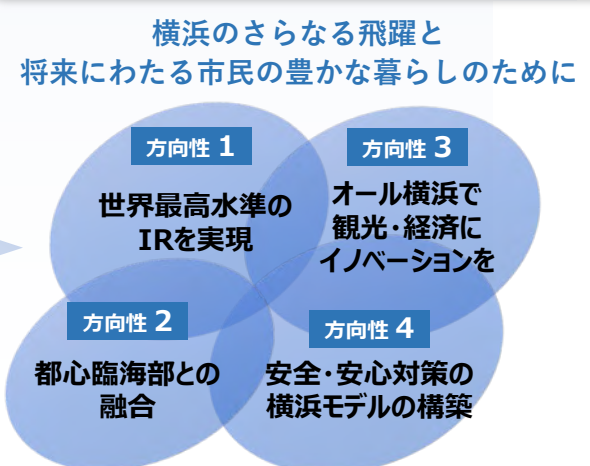 横浜のさらなる飛躍と
将来にわたる市民の豊かな暮らしのために
方向性 1
世界最高水準の
IRを実現
方向性 3
オール横浜で
観光・経済に
イノベーションを
方向性 2
都心臨海部との
融合
方向性 4
安全・安心対策の
横浜モデルの構築